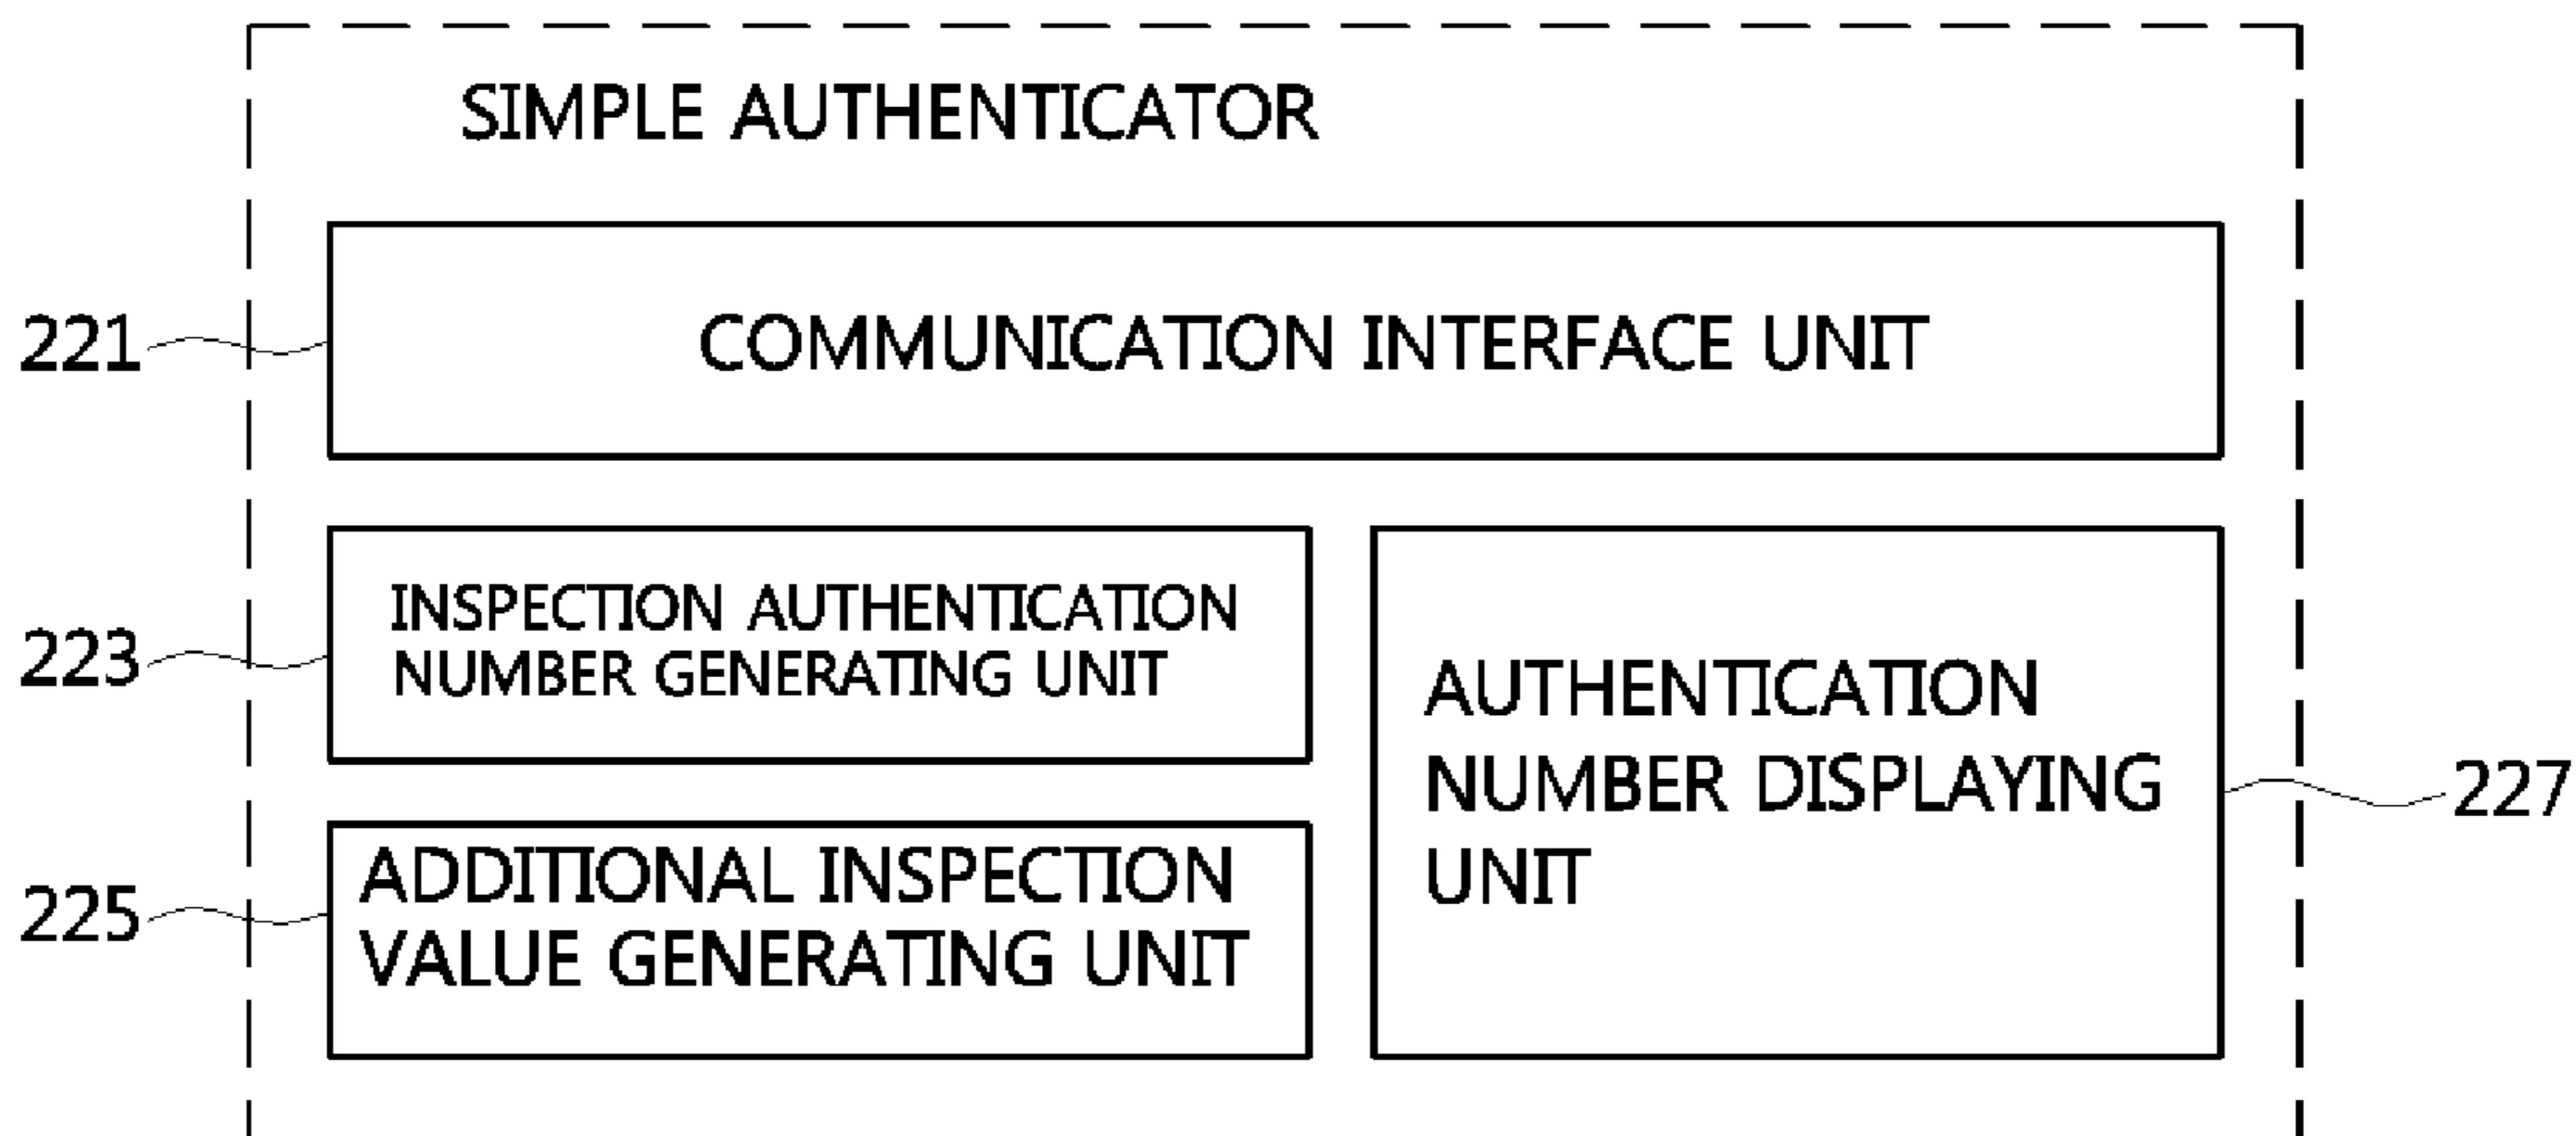 SIMPLE AUTHENTICATOR
221
COMMUNICATION INTERFACE UNIT
223
INSPECTION AUTHENTICATION
NUMBER GENERATING UNIT
225
ADDITIONAL INSPECTION
VALUE GENERATING UNIT
AUTHENTICATION
NUMBER DISPLAYING
UNIT
227